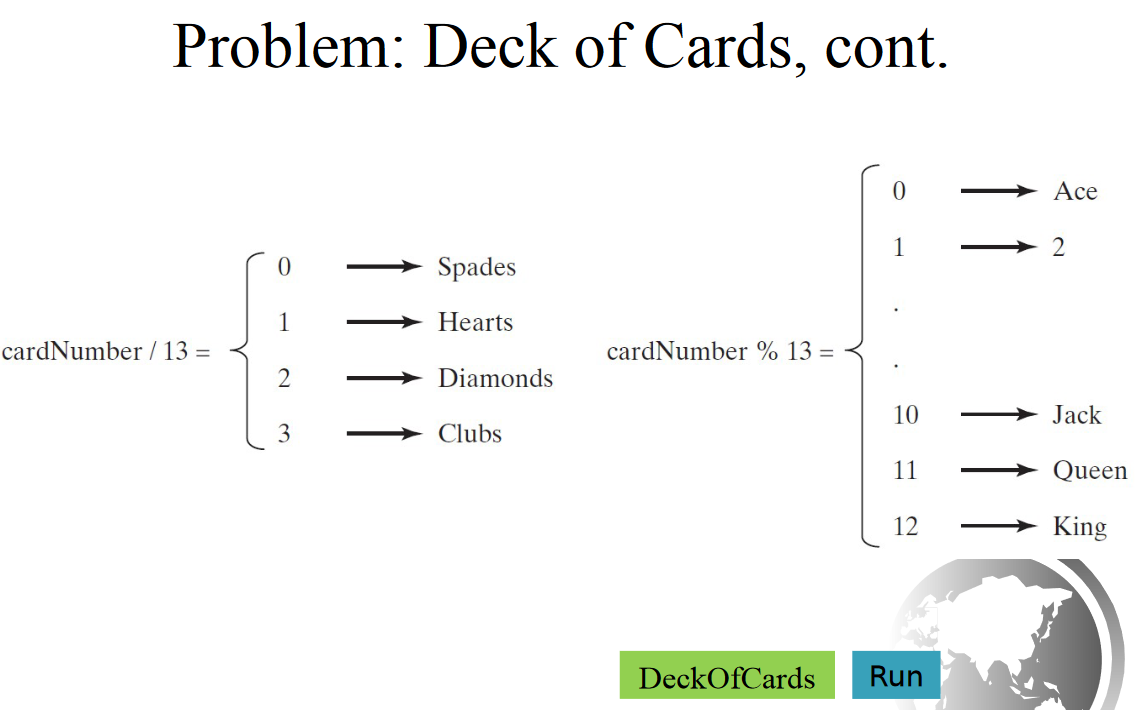 Problem: Deck of Cards, cont.
cardNumber / 13 =
0 Spades
1 Hearts
2 Diamonds
3 Clubs
cardNumber % 13 =
0 Ace
1 2
.
.
10 Jack
11 Queen
12 King
DeckOfCards
Run